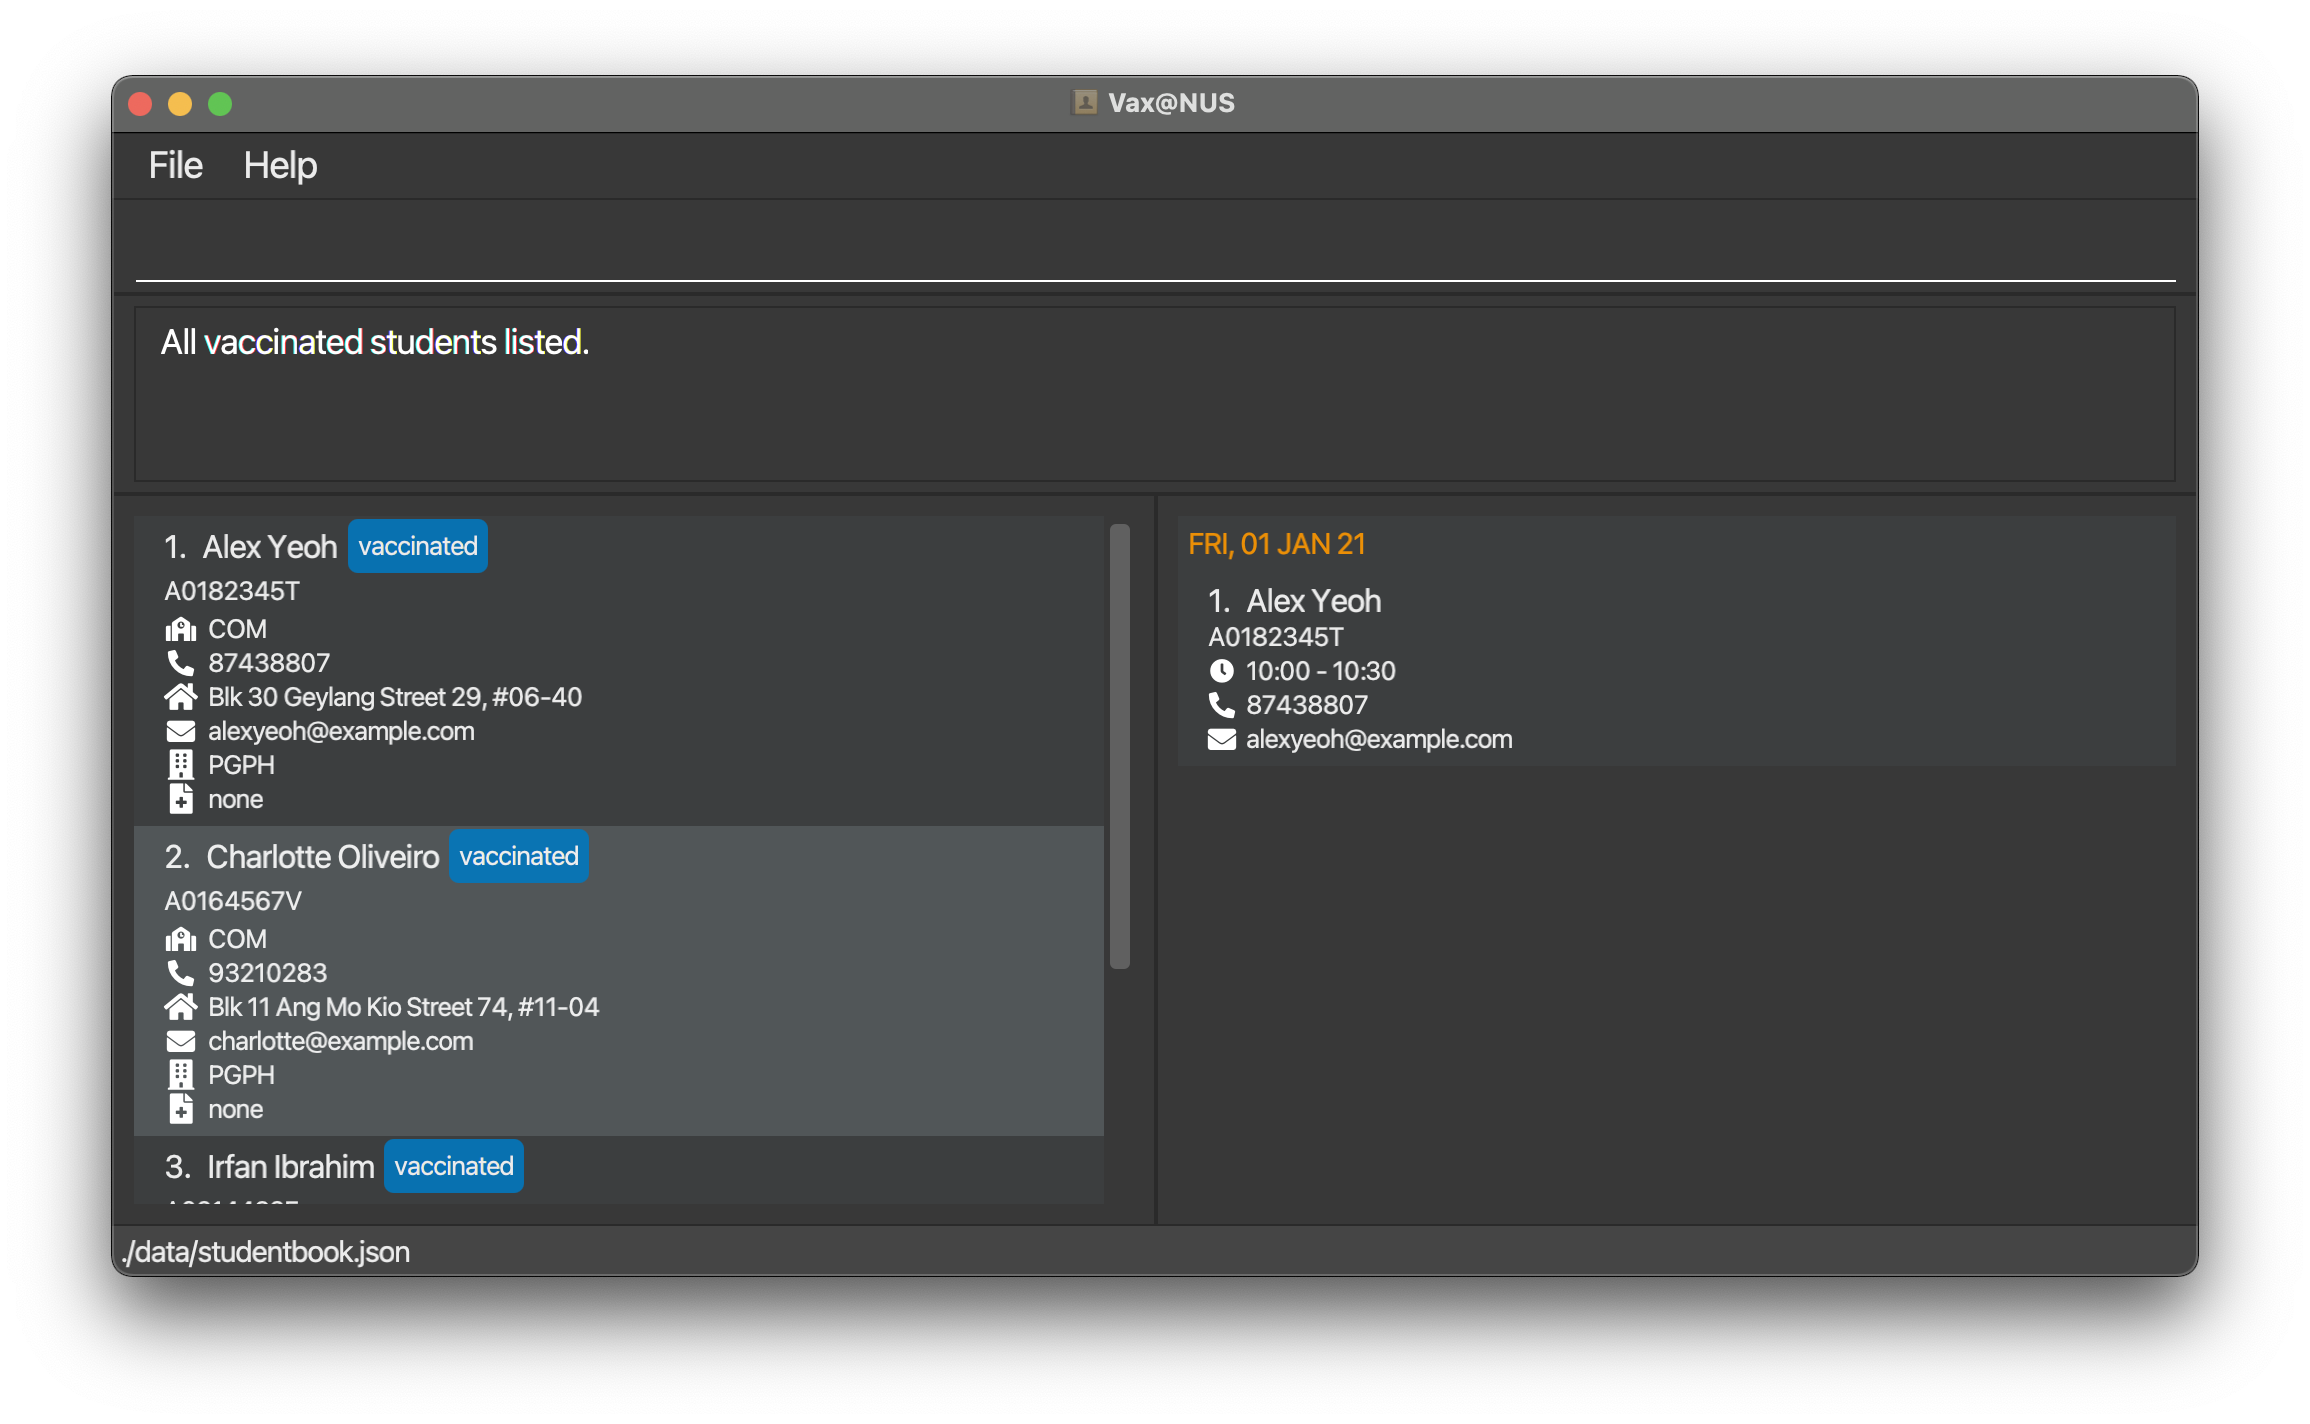 Vax@NUS
File Help
All vaccinated students listed.
1. Alex Yeoh vaccinated
A0182345T
COM
87438807
Blk 30 Geylang Street 29, #06-40
alexyeoh@example.com
PGPH
none
2. Charlotte Oliveiro vaccinated
A0164567V
COM
93210283
Blk 11 Ang Mo Kio Street 74, #11-04
charlotte@example.com
PGPH
none
3. Irfan Ibrahim vaccinated
FRI, 01 JAN 21
1. Alex Yeoh
A0182345T
10:00 - 10:30
87438807
alexyeoh@example.com
./data/studentbook.json